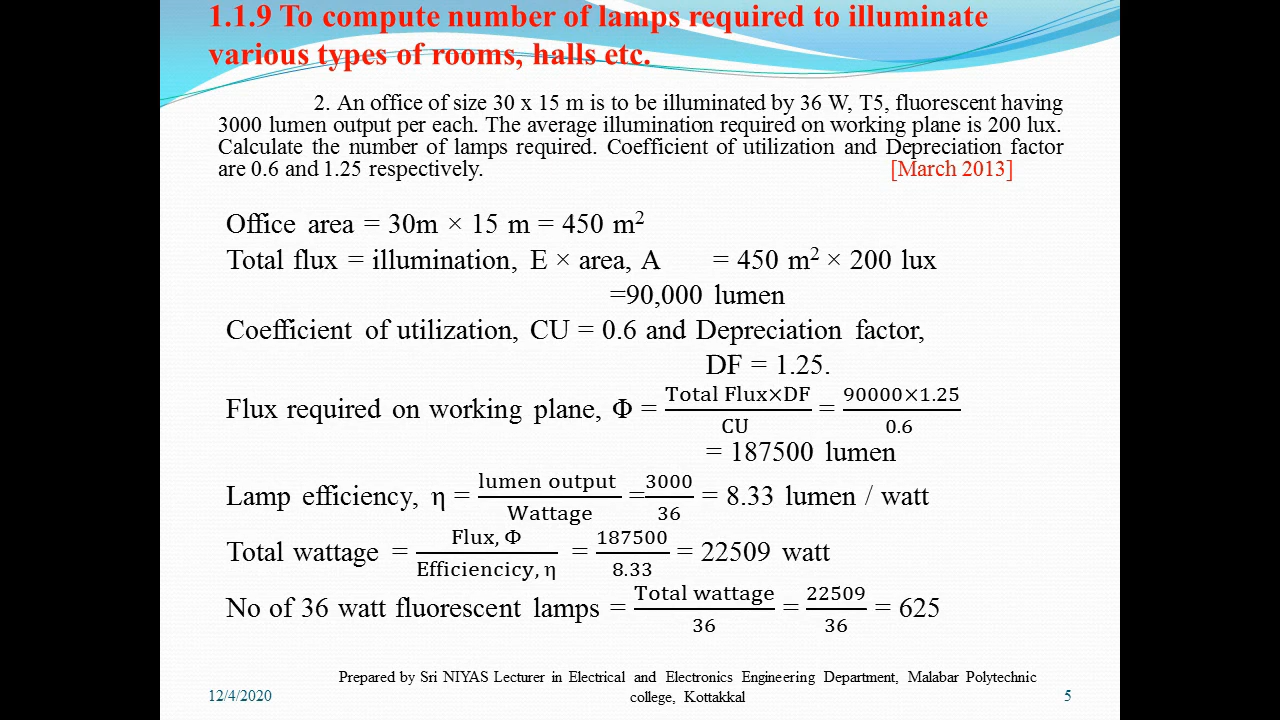 1.1.9 To compute number of lamps required to illuminate
various types of rooms, halls etc.
2. An office of size 30 x 15 m is to be illuminated by 36 W, T5, fluorescent having
3000 lumen output per each. The average illumination required on working plane is 200 lux.
Calculate the number of lamps required. Coefficient of utilization and Depreciation factor
are 0.6 and 1.25 respectively. [March 2013]
Office area = 30m × 15 m = 450 m²
Total flux = illumination, E × area, A = 450 m² × 200 lux
=90,000 lumen
Coefficient of utilization, CU = 0.6 and Depreciation factor,
DF = 1.25.
Flux required on working plane, Φ = Total Flux×DF / CU = 90000×1.25 / 0.6
= 187500 lumen
Lamp efficiency, η = lumen output / Wattage = 3000 / 36 = 8.33 lumen / watt
Total wattage = Flux, Φ / Efficiencicy, η = 187500 / 8.33 = 22509 watt
No of 36 watt fluorescent lamps = Total wattage / 36 = 22509 / 36 = 625
Prepared by Sri NIYAS Lecturer in Electrical and Electronics Engineering Department, Malabar Polytechnic
12/4/2020 college, Kottakkal 5